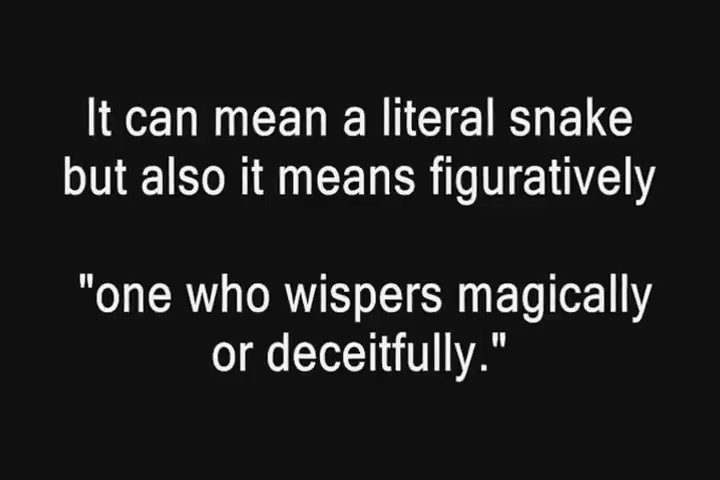 It can mean a literal snake
but also it means figuratively
"one who wispers magically
or deceitfully."